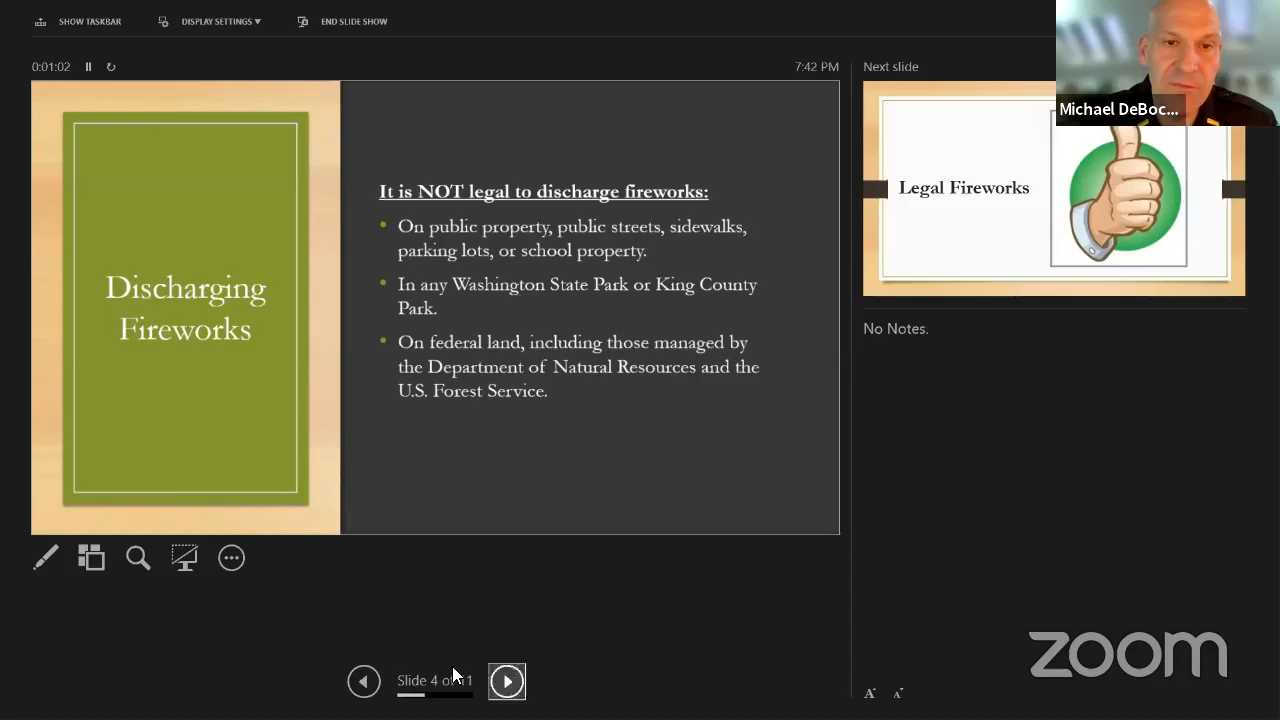 SHOW TASKBAR
DISPLAY SETTINGS
END SLIDE SHOW
0:01:02
7:42 PM
Next slide
Michael DeBoc...
It is NOT legal to discharge fireworks:
• On public property, public streets, sidewalks,
parking lots, or school property.
• In any Washington State Park or King County
Park.
• On federal land, including those managed by
the Department of Natural Resources and the
U.S. Forest Service.
Discharging
Fireworks
Legal Fireworks
No Notes.
Slide 4 of 11
A A
zoom